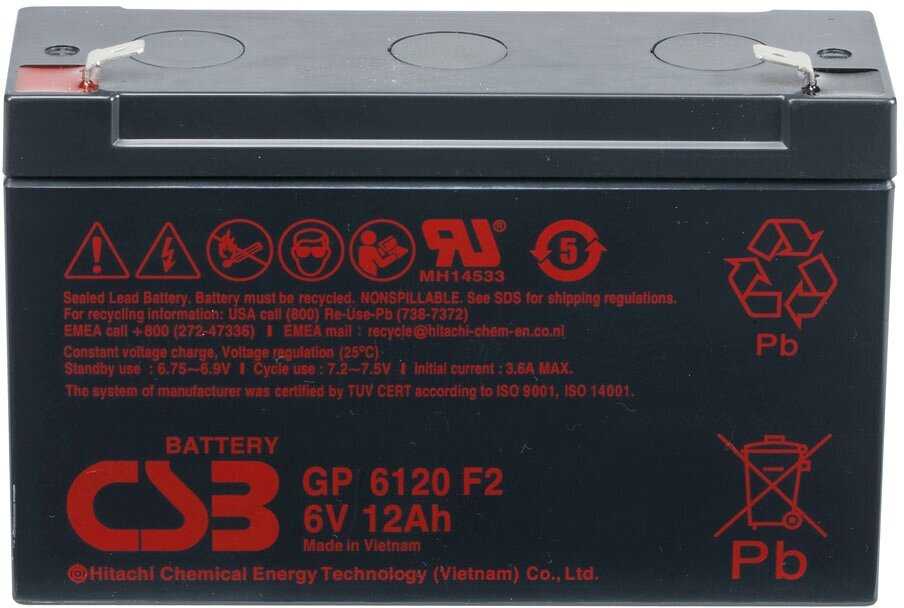 MH14533
5
Sealed Lead Battery. Battery must be recycled. NONSPILLABLE. See SDS for shipping regulations.
For recycling information: USA call (800) Re-Use-Pb (738-7372)
EMEA call +800 (272-47336) I EMEA mail : recycle@hitachi-chem-en.co.nl
Constant voltage charge, Voltage regulation (25°C)
Standby use : 6.75~6.9V I Cycle use : 7.2~7.5V I Initial current : 3.6A MAX.
The system of manufacturer was certified by TUV CERT according to ISO 9001, ISO 14001.
Pb
BATTERY
CSB
GP 6120 F2
6V 12Ah
Made in Vietnam
Hitachi Chemical Energy Technology (Vietnam) Co., Ltd.
Pb